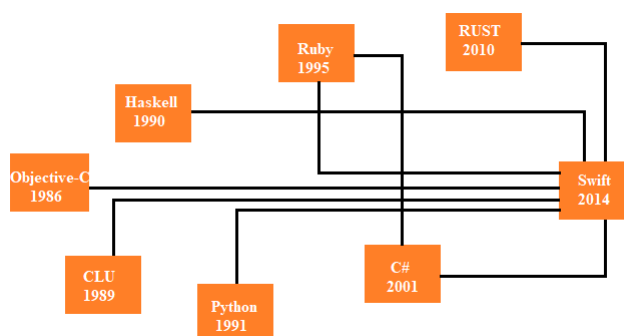 Ruby
1995
RUST
2010
Haskell
1990
Objective-C
1986
Swift
2014
CLU
1989
Python
1991
C#
2001